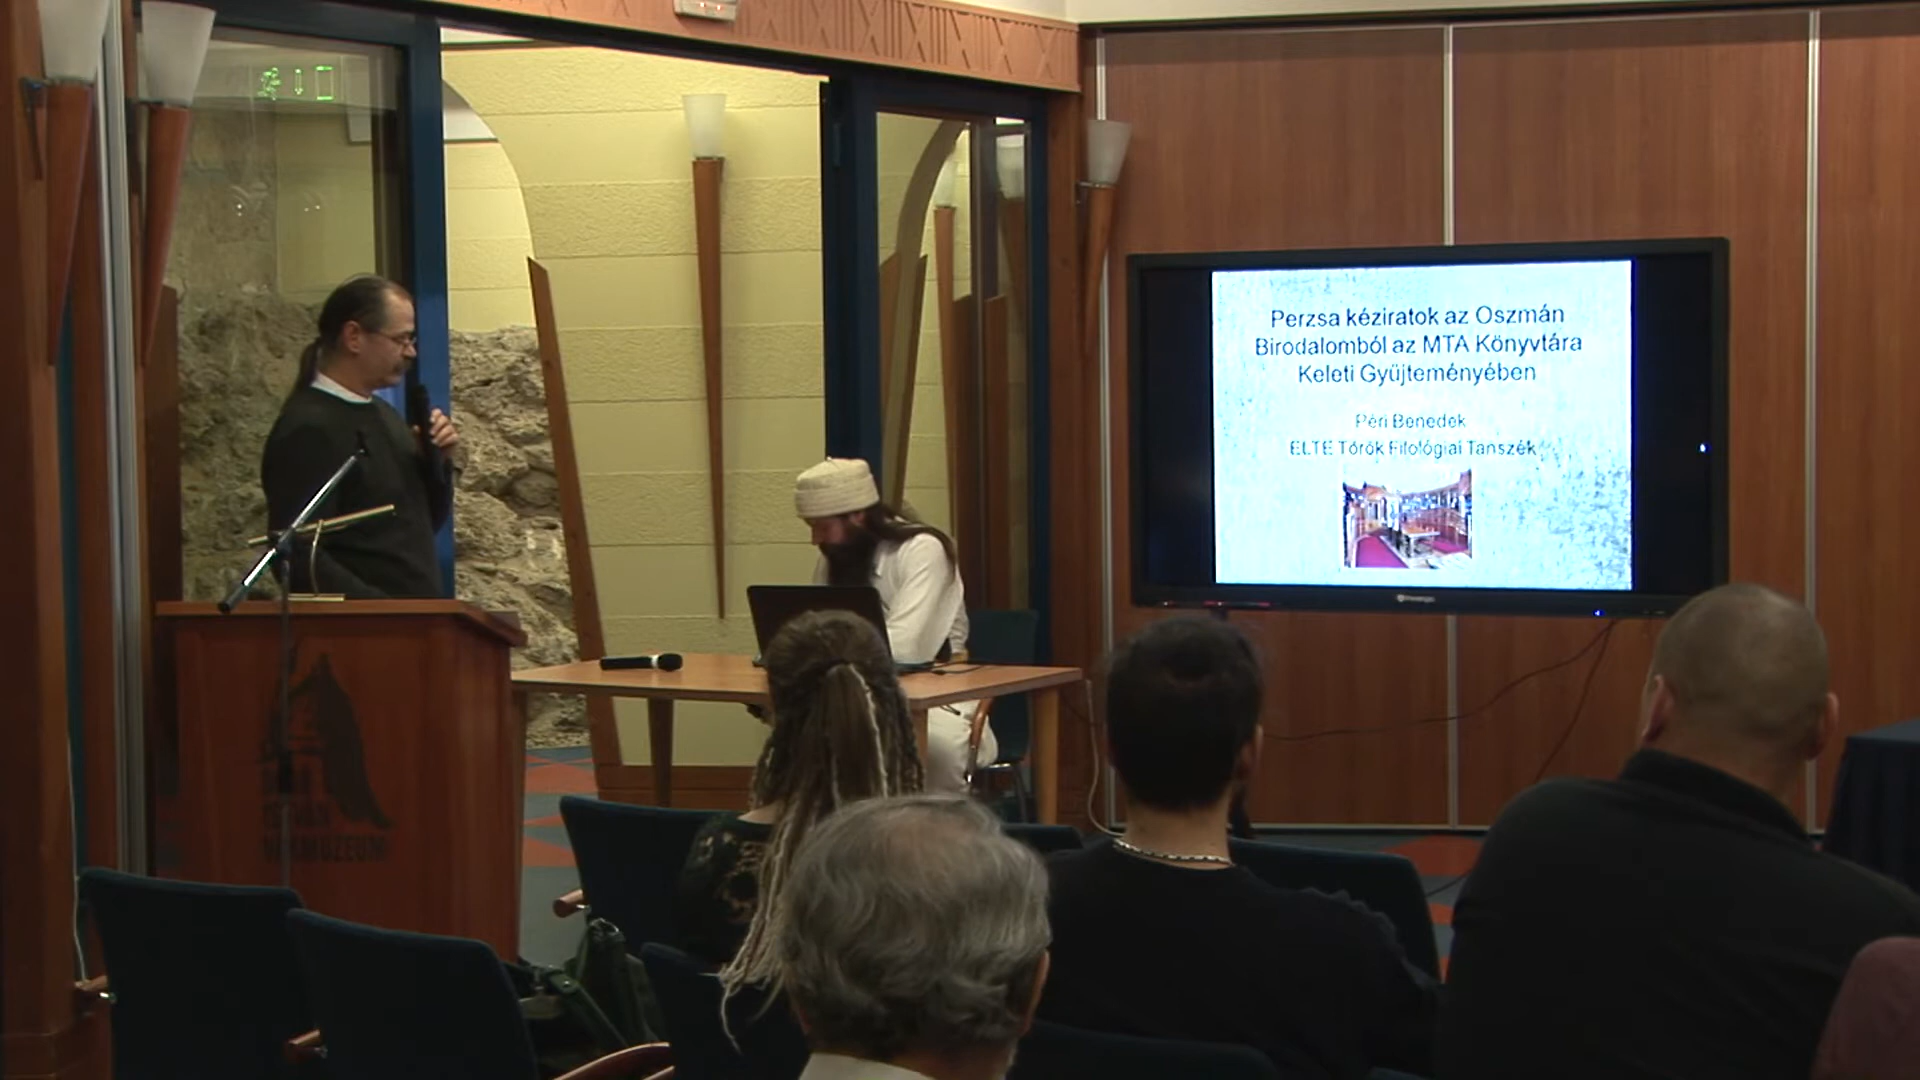 Perzsa kéziratok az Oszmán
Birodalomból az MTA Könyvtára
Keleti Gyűjteményében
Péri Benedek
ELTE Török Filológiai Tanszék